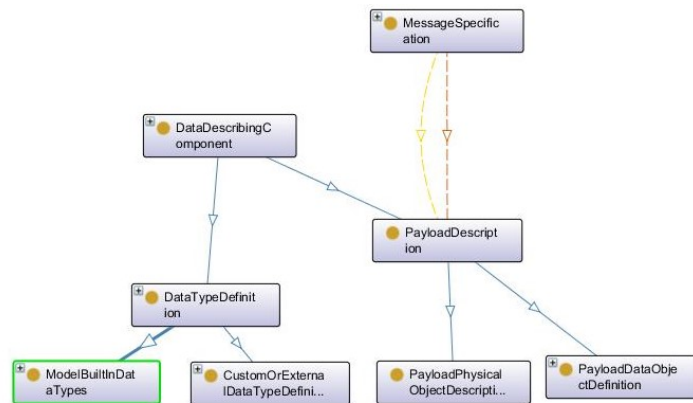 MessageSpecific
ation
DataDescribingC
omponent
PayloadDescript
ion
DataTypeDefinit
ion
ModelBuiltInDat
aTypes
CustomOrExterna
lDataTypeDefini...
PayloadPhysical
ObjectDescripti...
PayloadDataObje
ctDefinition